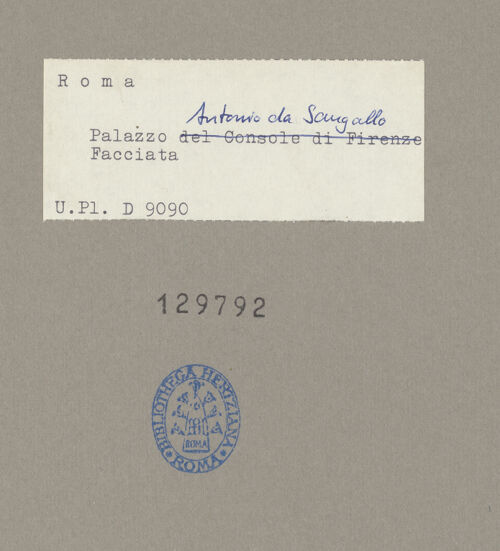 Roma
Antonio da Sangallo
Palazzo del Console di Firenze
Facciata
U.Pl. D 9090
129792
BIBLIOTHECA HERTZIANA
ROMA
ROMA